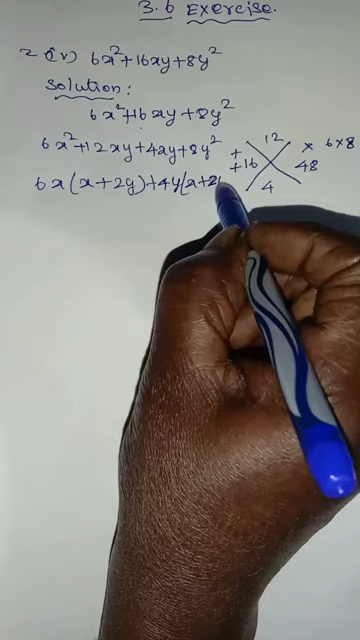 3.6 Exercise.
2 (iv) 6x²+16xy+8y²
Solution:
6x²+16xy+8y²
6x²+12xy+4xy+8y²
6x(x+2y)+4y(x+2
12
+ × 6×8
+16 48
4